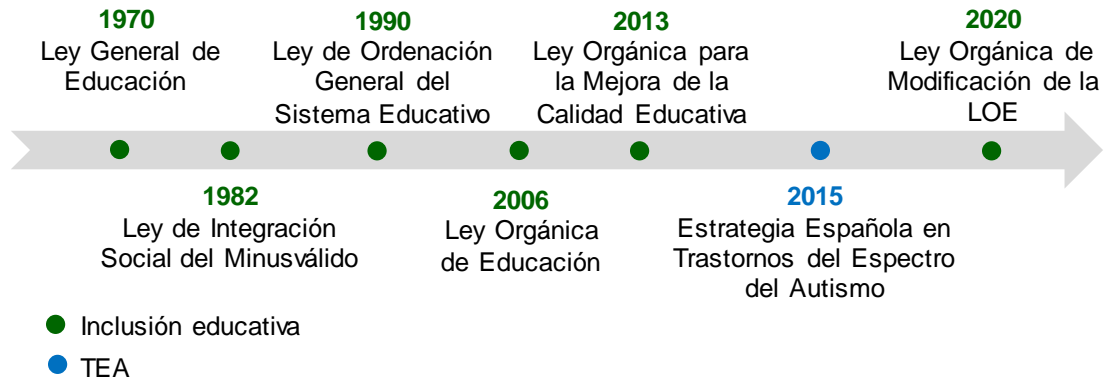 1970
Ley General de
Educación
1990
Ley de Ordenación
General del
Sistema Educativo
2013
Ley Orgánica para
la Mejora de la
Calidad Educativa
2020
Ley Orgánica de
Modificación de la
LOE
1982
Ley de Integración
Social del Minusválido
2006
Ley Orgánica
de Educación
2015
Estrategia Española en
Trastornos del Espectro
del Autismo
Inclusión educativa
TEA